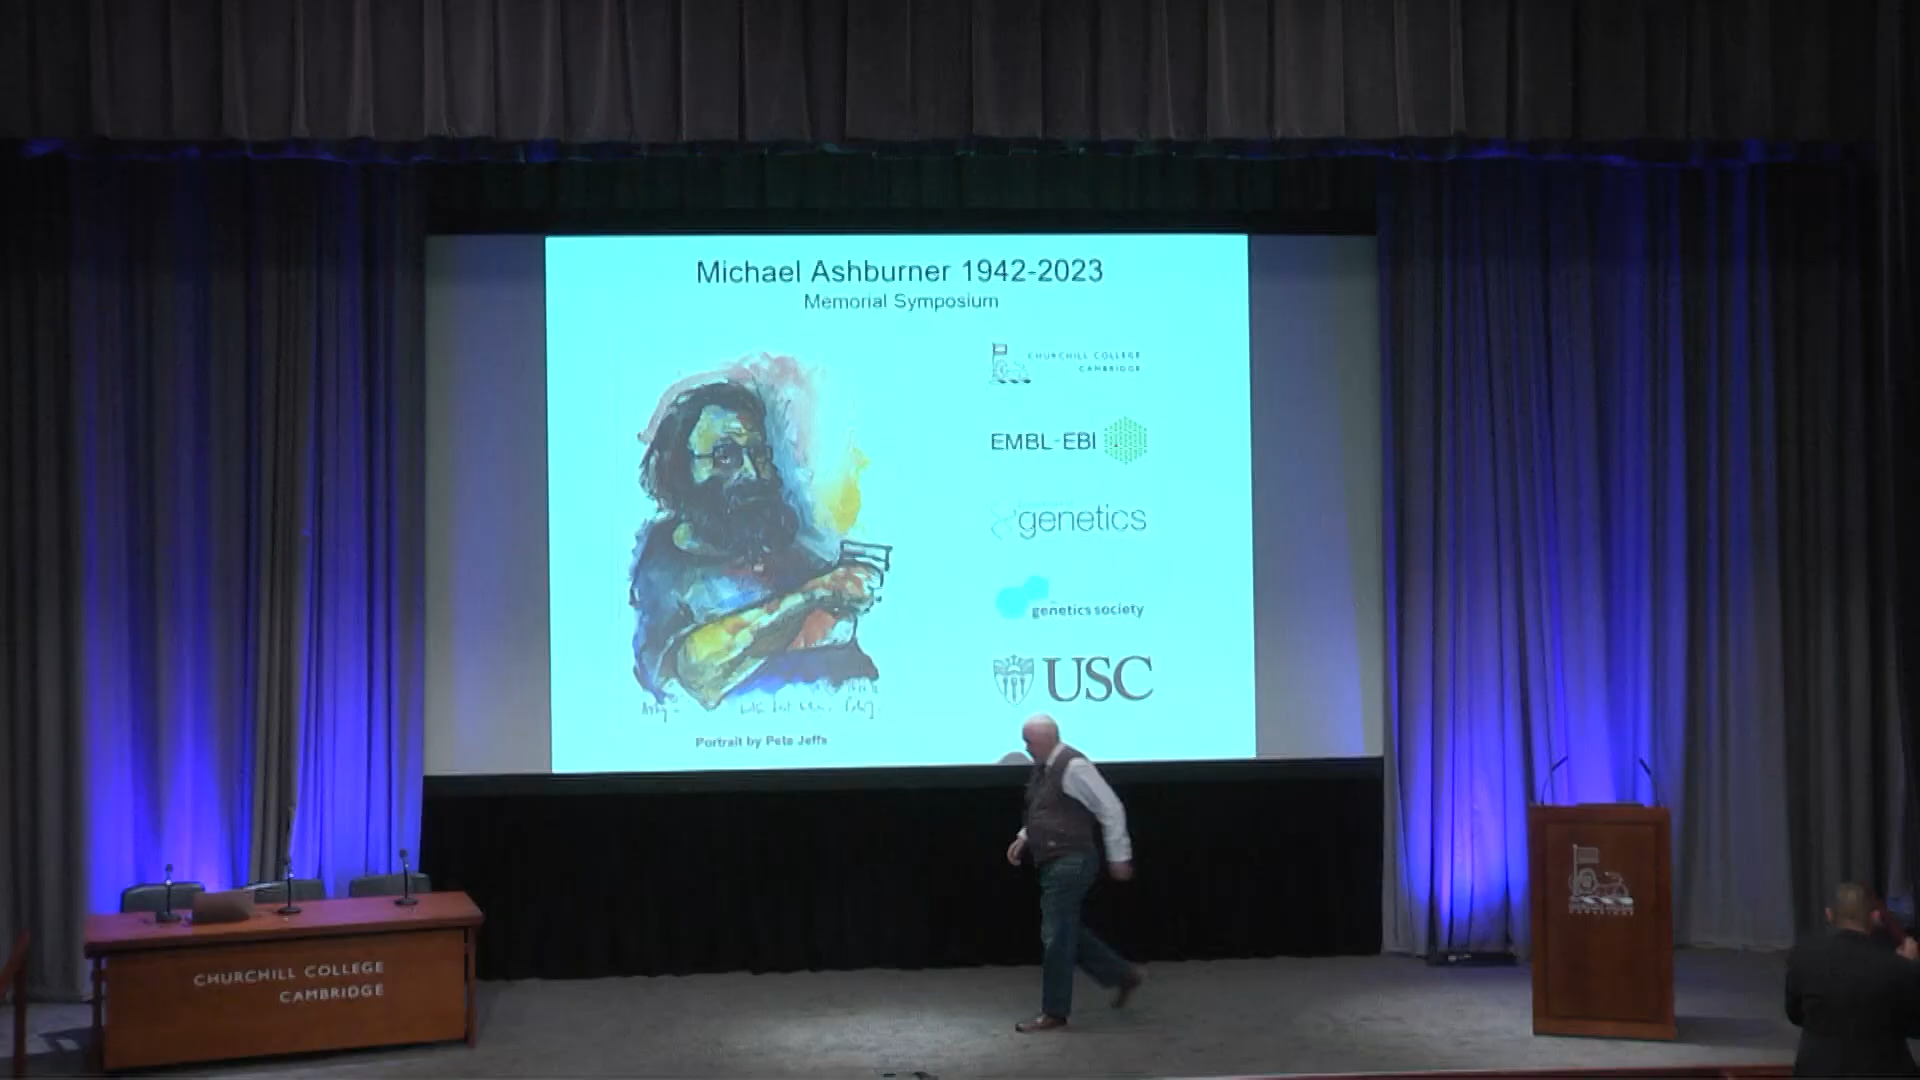 Michael Ashburner 1942-2023
Memorial Symposium
CHURCHILL COLLEGE
CAMBRIDGE
EMBL-EBI
genetics
genetics society
USC
Portrait by Pete Jeffs
CHURCHILL COLLEGE
CAMBRIDGE